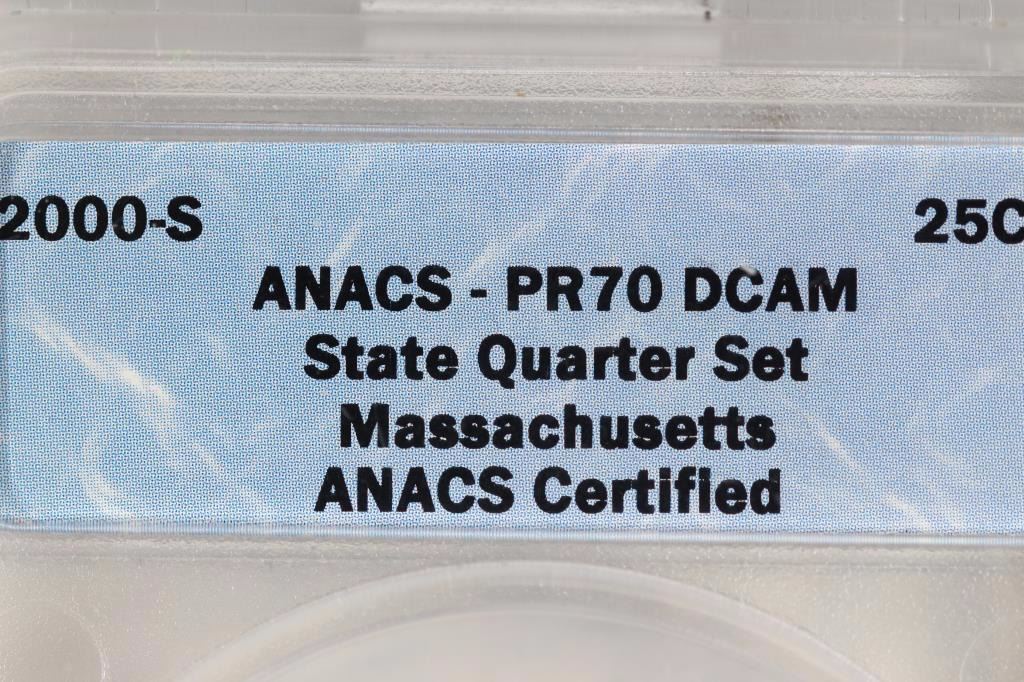 2000-S 25C
ANACS - PR70 DCAM
State Quarter Set
Massachusetts
ANACS Certified